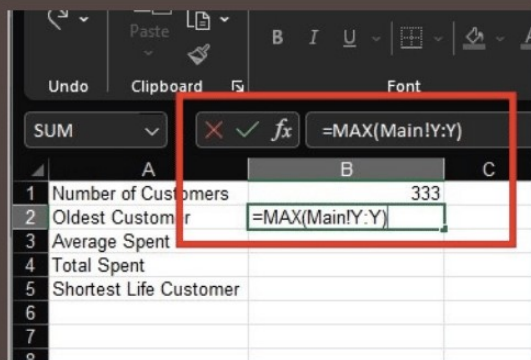 Paste
B I U
Undo Clipboard Font
SUM fx =MAX(Main!Y:Y)
A B C
1 Number of Customers 333
2 Oldest Customer =MAX(Main!Y:Y)
3 Average Spent
4 Total Spent
5 Shortest Life Customer
6
7
8